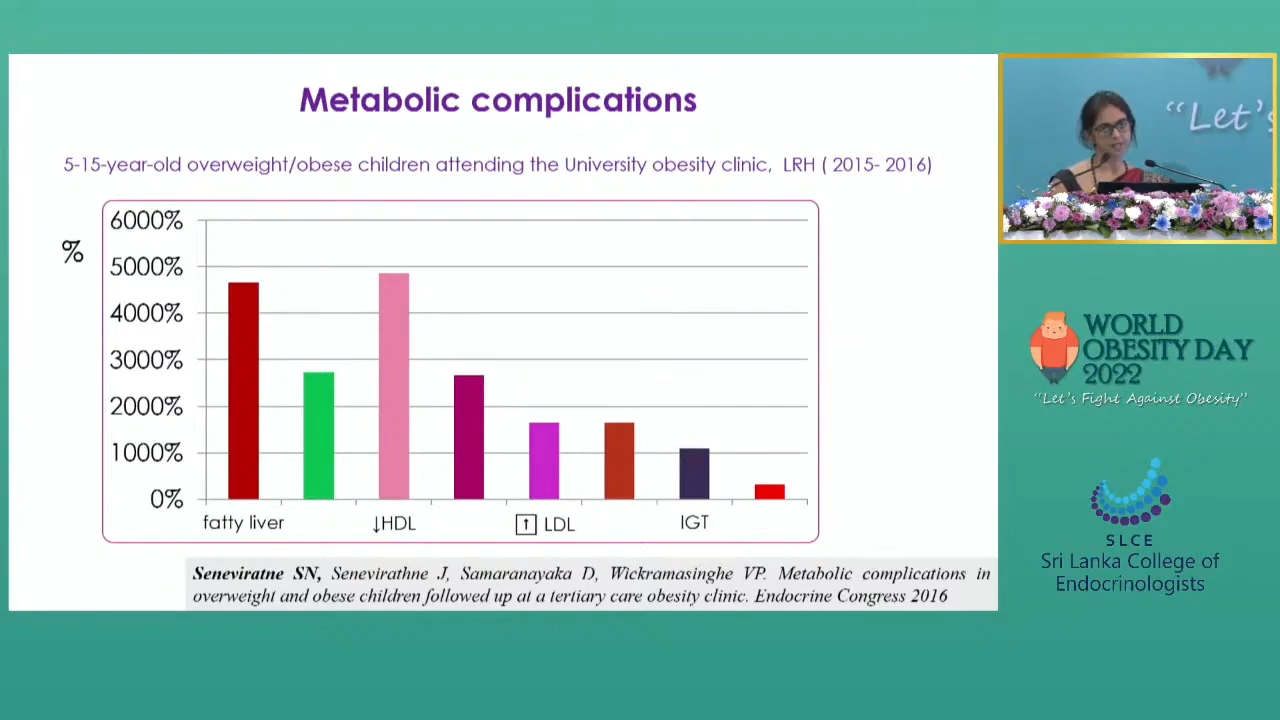 Metabolic complications
5-15-year-old overweight/obese children attending the University obesity clinic, LRH ( 2015- 2016)
%
6000%
5000%
4000%
3000%
2000%
1000%
0%
fatty liver
↓HDL
↑ LDL
IGT
Seneviratne SN, Senevirathne J, Samaranayaka D, Wickramasinghe VP. Metabolic complications in
overweight and obese children followed up at a tertiary care obesity clinic. Endocrine Congress 2016
“Let’s
WORLD
OBESITY DAY
2022
“Let’s Fight Against Obesity”
SLCE
Sri Lanka College of
Endocrinologists